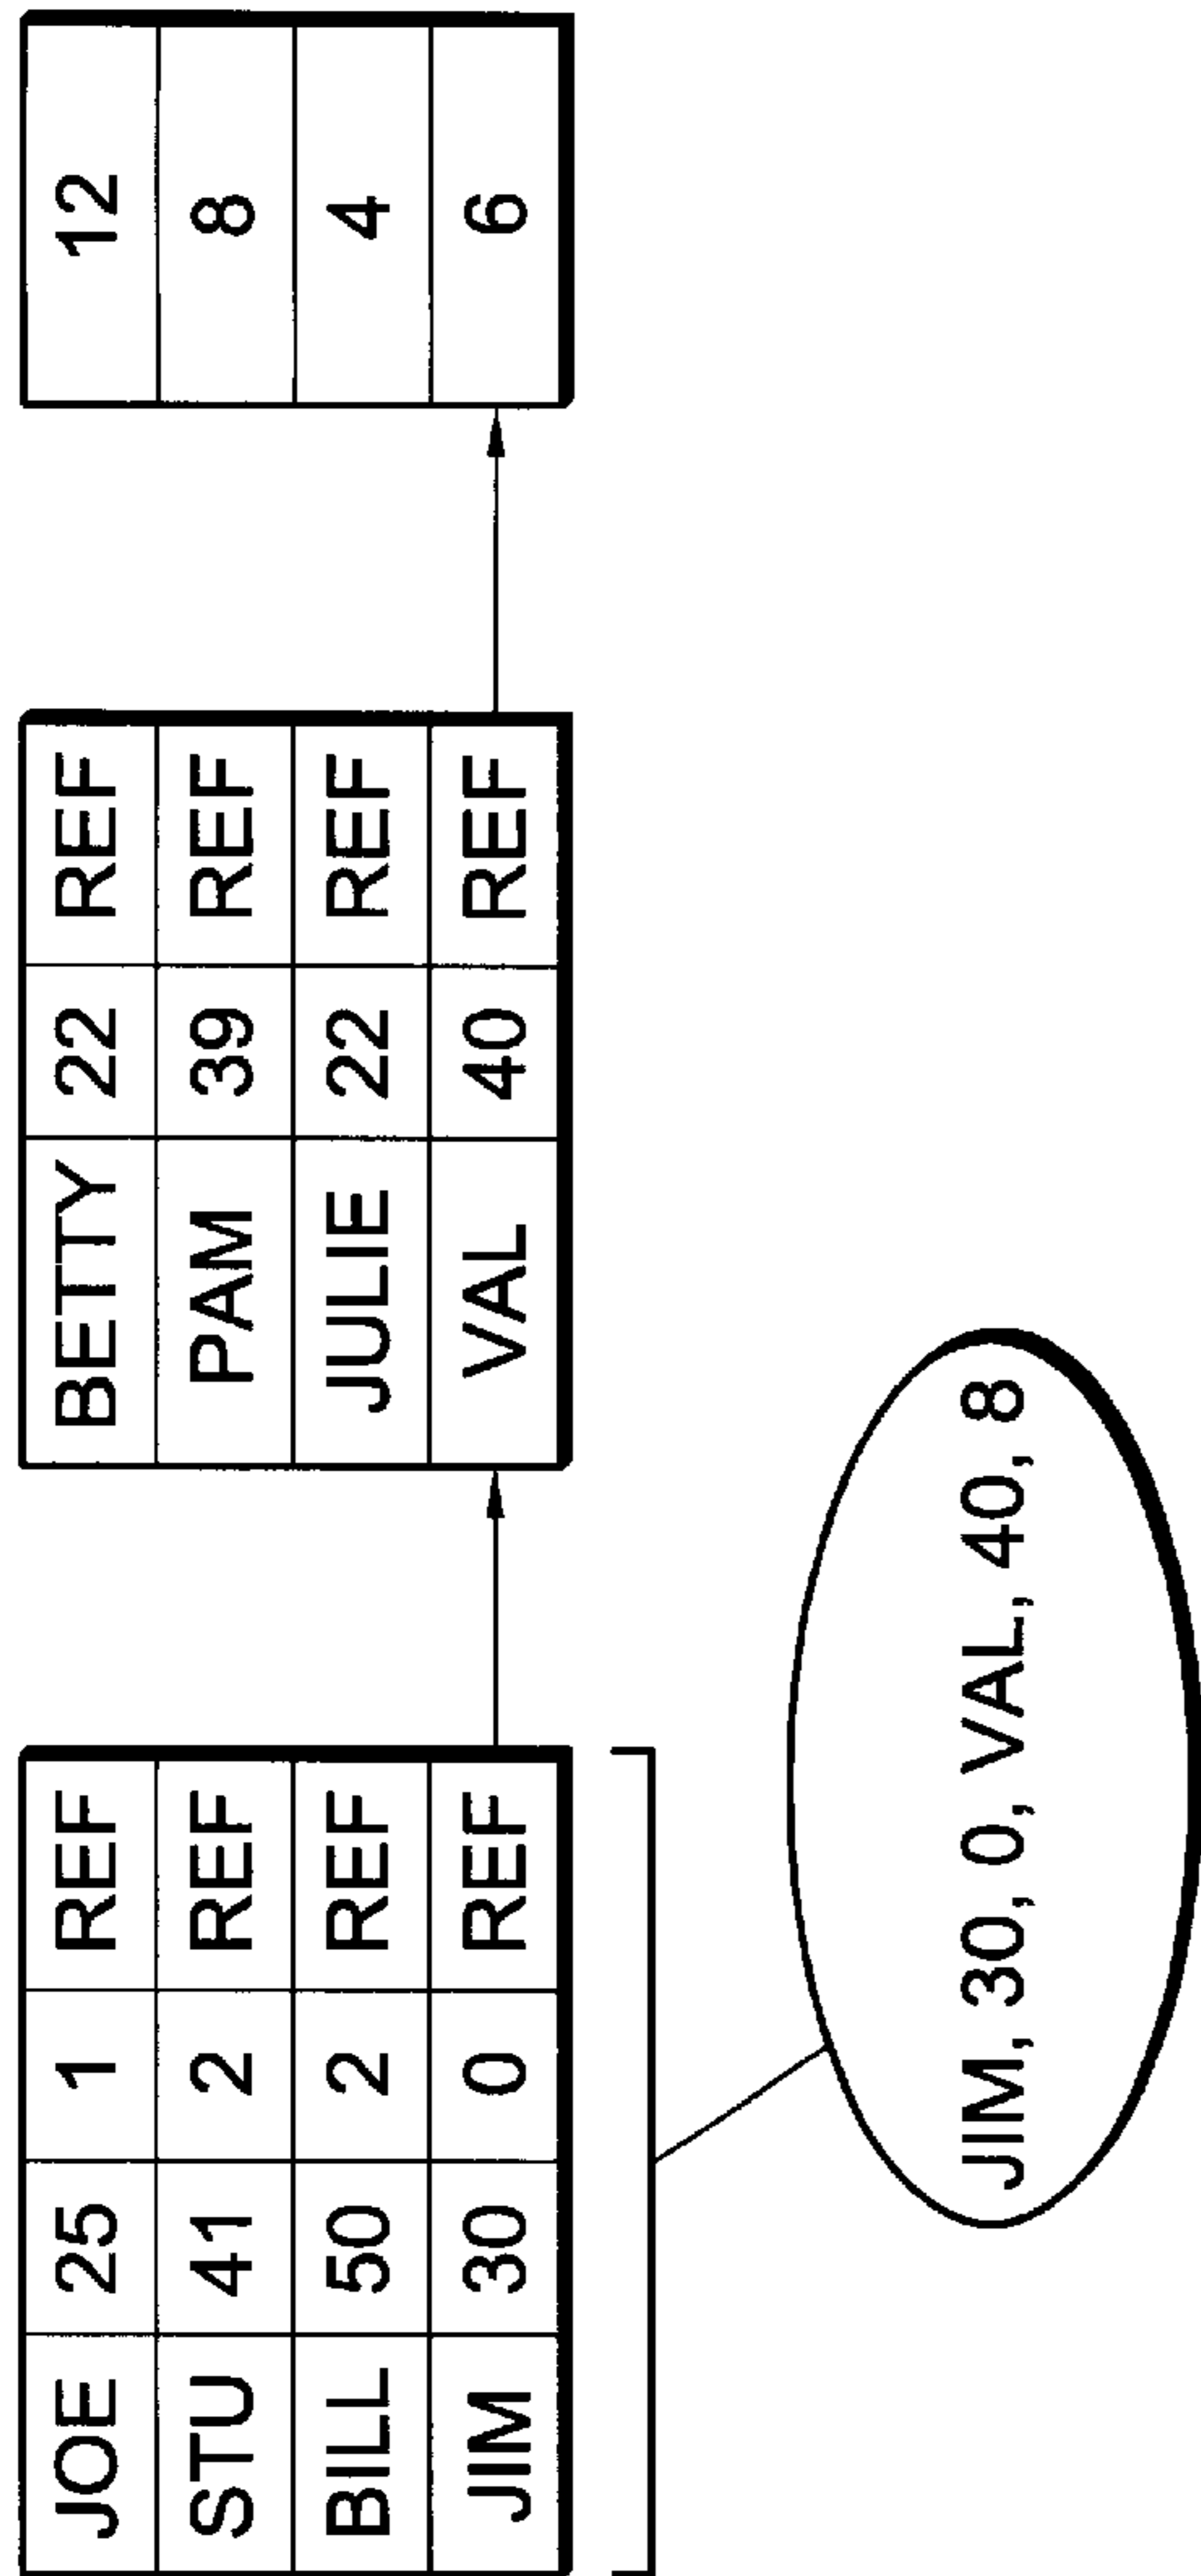 JOE 25 1 REF
STU 41 2 REF
BILL 50 2 REF
JIM 30 0 REF
BETTY 22 REF
PAM 39 REF
JULIE 22 REF
VAL 40 REF
12
8
4
6
JIM, 30, 0, VAL, 40, 8